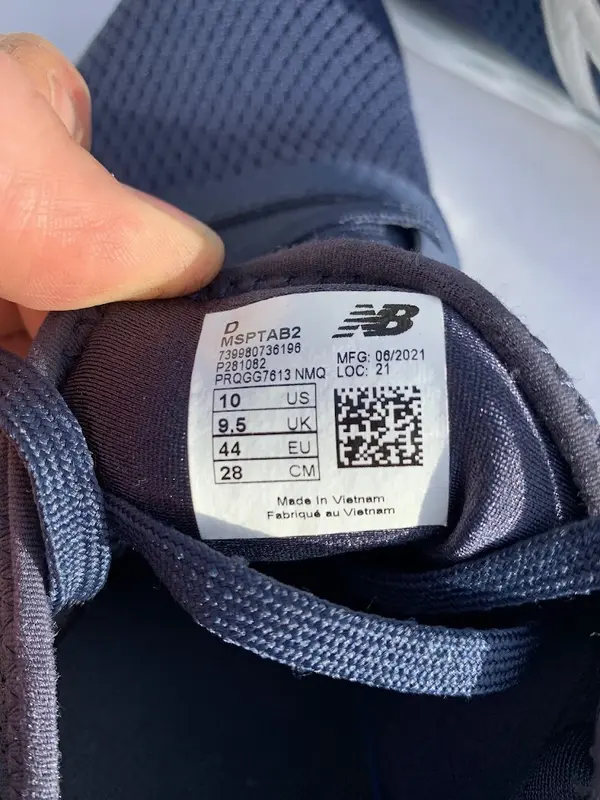 D
MSPTAB2
739980736196
P281082
PRQGG7613 NMQ
NB
MFG: 06/2021
LOC: 21
10 US
9.5 UK
44 EU
28 CM
Made in Vietnam
Fabriqué au Vietnam